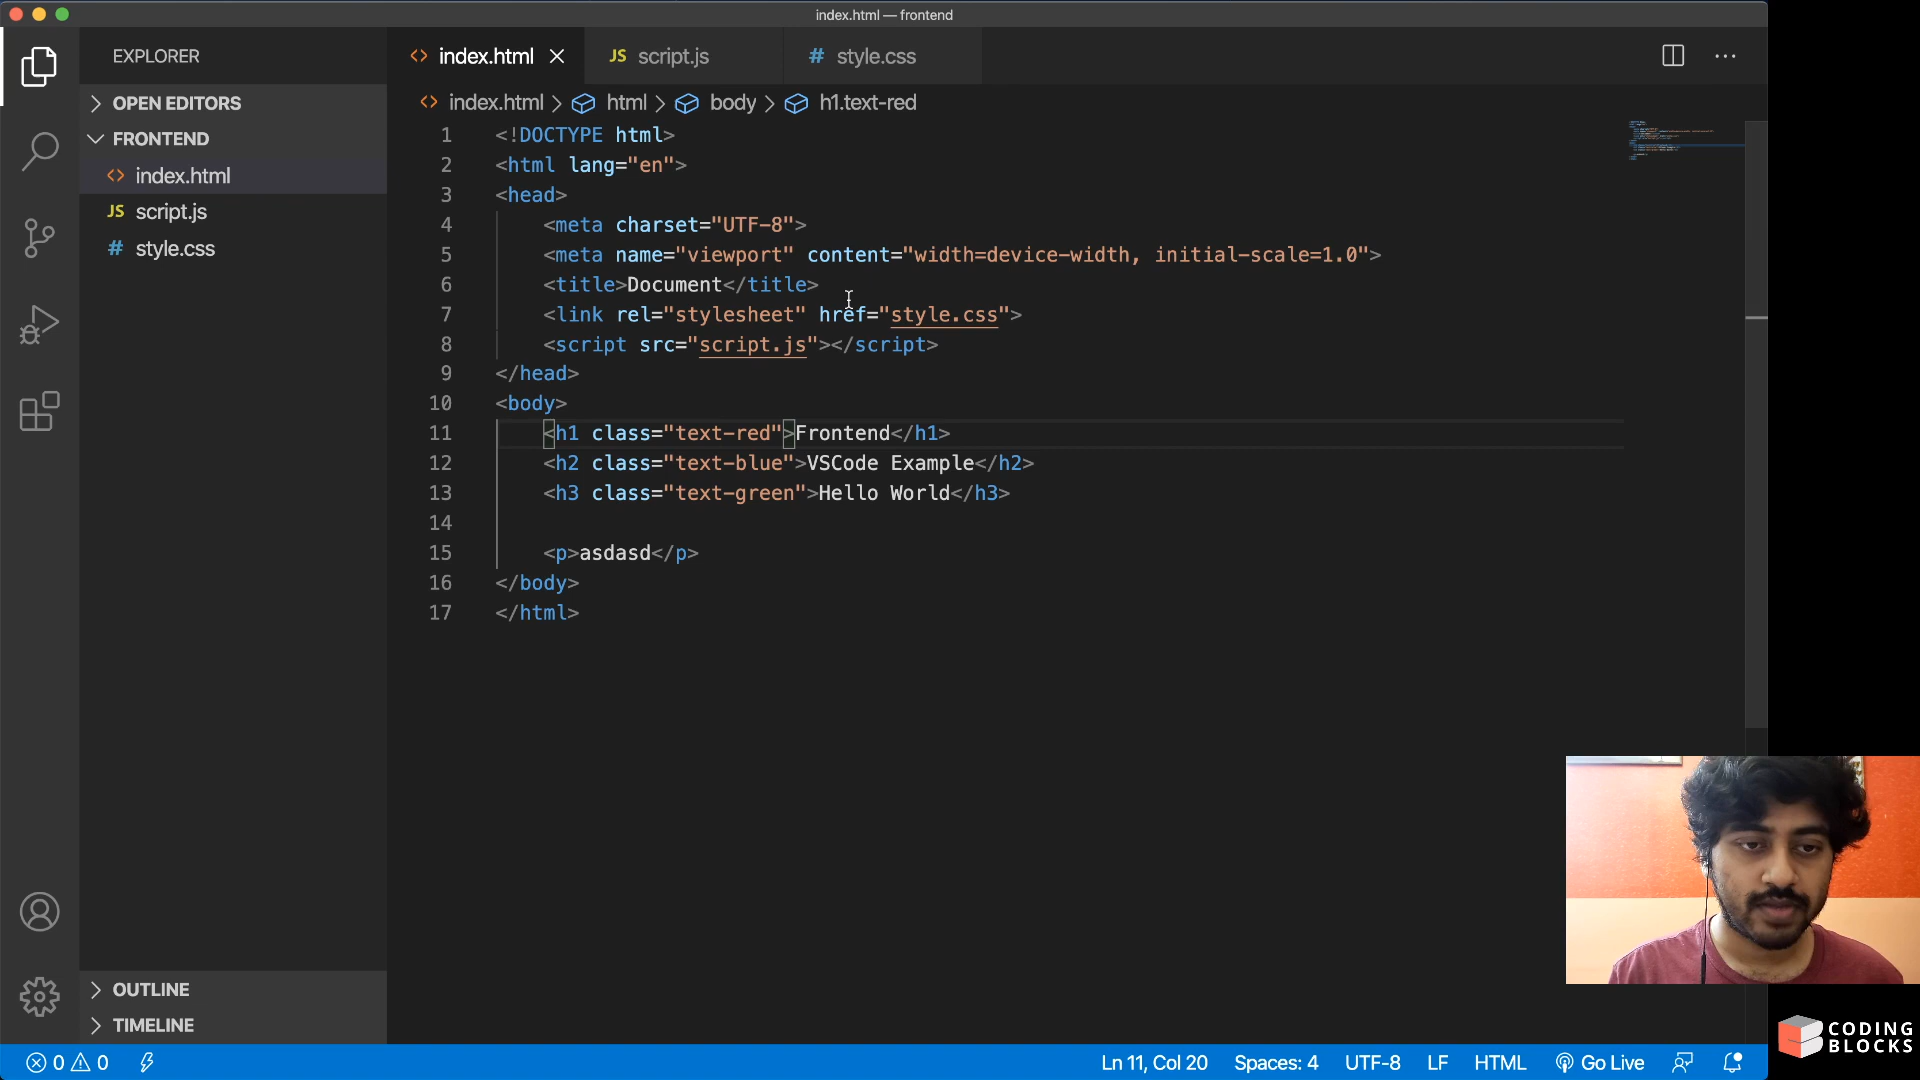 index.html — frontend
EXPLORER
index.html
JS script.js
# style.css
OPEN EDITORS
index.html > html > body > h1.text-red
FRONTEND
index.html
JS script.js
# style.css
1 <!DOCTYPE html>
2 <html lang="en">
3 <head>
4 <meta charset="UTF-8">
5 <meta name="viewport" content="width=device-width, initial-scale=1.0">
6 <title>Document</title>
7 <link rel="stylesheet" href="style.css">
8 <script src="script.js"></script>
9 </head>
10 <body>
11 <h1 class="text-red">Frontend</h1>
12 <h2 class="text-blue">VSCode Example</h2>
13 <h3 class="text-green">Hello World</h3>
14
15 <p>asdasd</p>
16 </body>
17 </html>
OUTLINE
TIMELINE
0 0
Ln 11, Col 20 Spaces: 4 UTF-8 LF HTML Go Live
CODING
BLOCKS